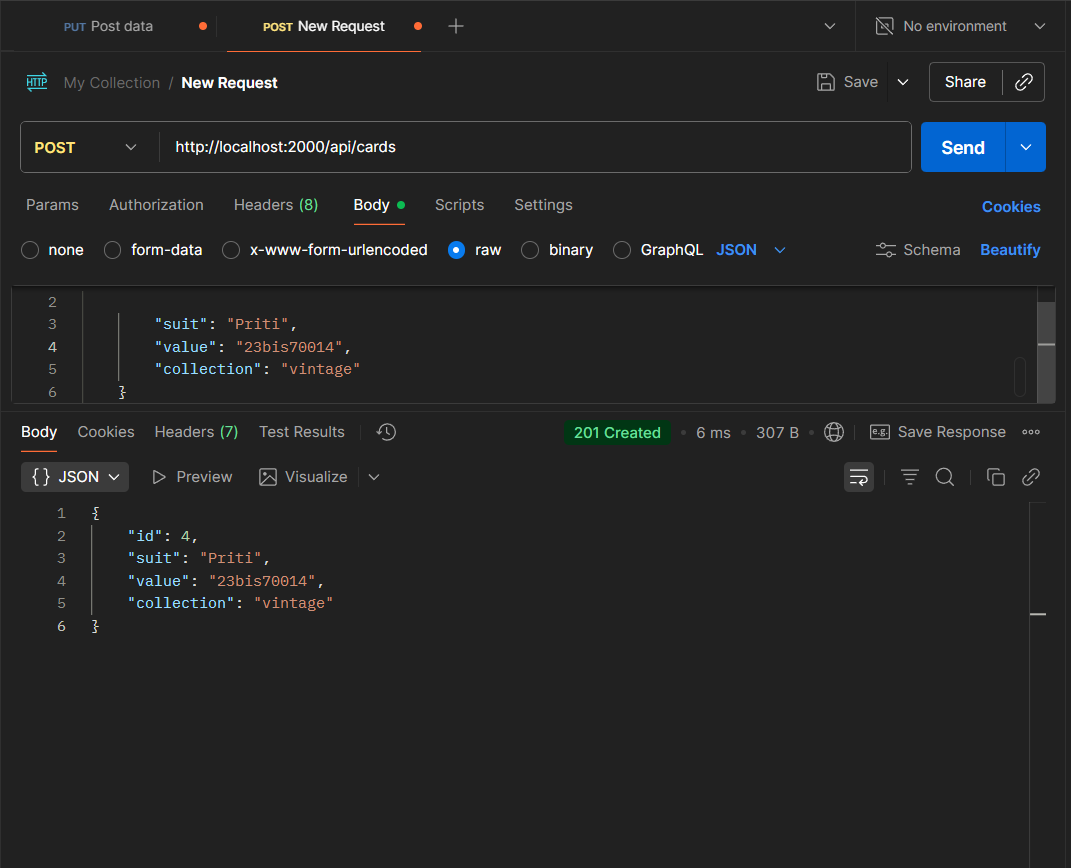 PUT Post data POST New Request No environment
My Collection / New Request Save Share
POST http://localhost:2000/api/cards Send
Params Authorization Headers (8) Body Scripts Settings Cookies
none form-data x-www-form-urlencoded raw binary GraphQL JSON Schema Beautify
2
3 "suit": "Priti",
4 "value": "23bis70014",
5 "collection": "vintage"
6 }
Body Cookies Headers (7) Test Results 201 Created • 6 ms • 307 B • e.g. Save Response
{} JSON Preview Visualize
1 {
2 "id": 4,
3 "suit": "Priti",
4 "value": "23bis70014",
5 "collection": "vintage"
6 }